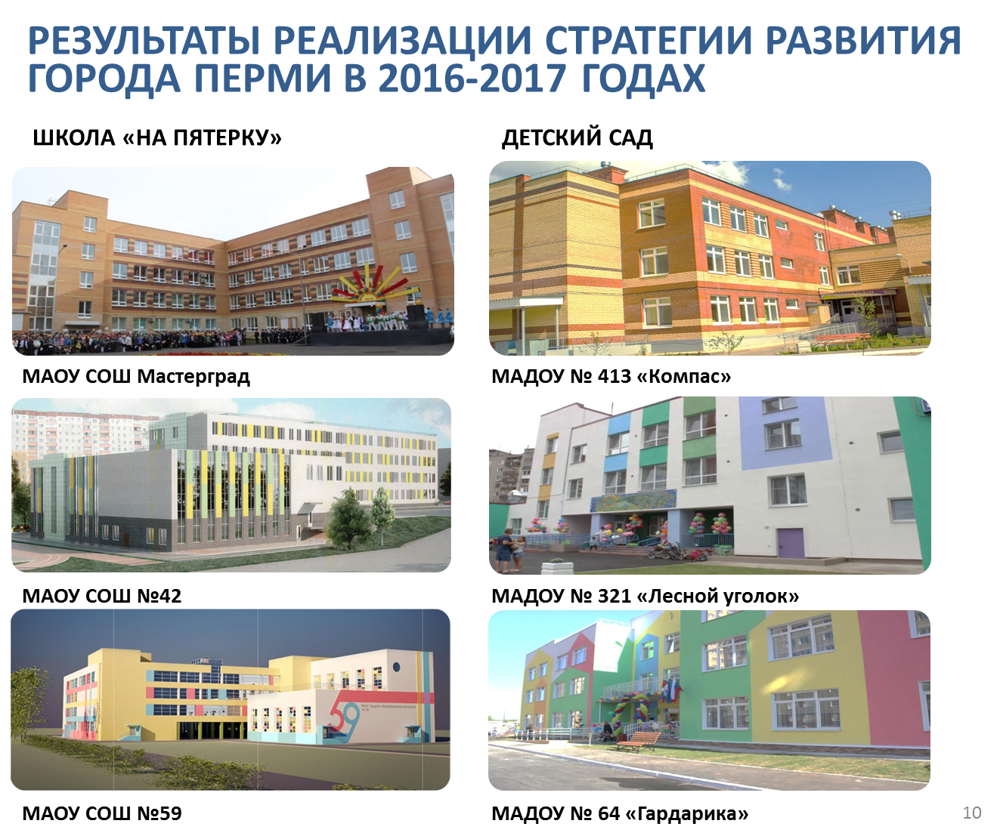 РЕЗУЛЬТАТЫ РЕАЛИЗАЦИИ СТРАТЕГИИ РАЗВИТИЯ
ГОРОДА ПЕРМИ В 2016-2017 ГОДАХ
ШКОЛА «НА ПЯТЕРКУ»
ДЕТСКИЙ САД
МАОУ СОШ Мастерград
МАДОУ № 413 «Компас»
МАОУ СОШ №42
МАДОУ № 321 «Лесной уголок»
59
МАОУ СОШ №59
МАДОУ № 64 «Гардарика»
10